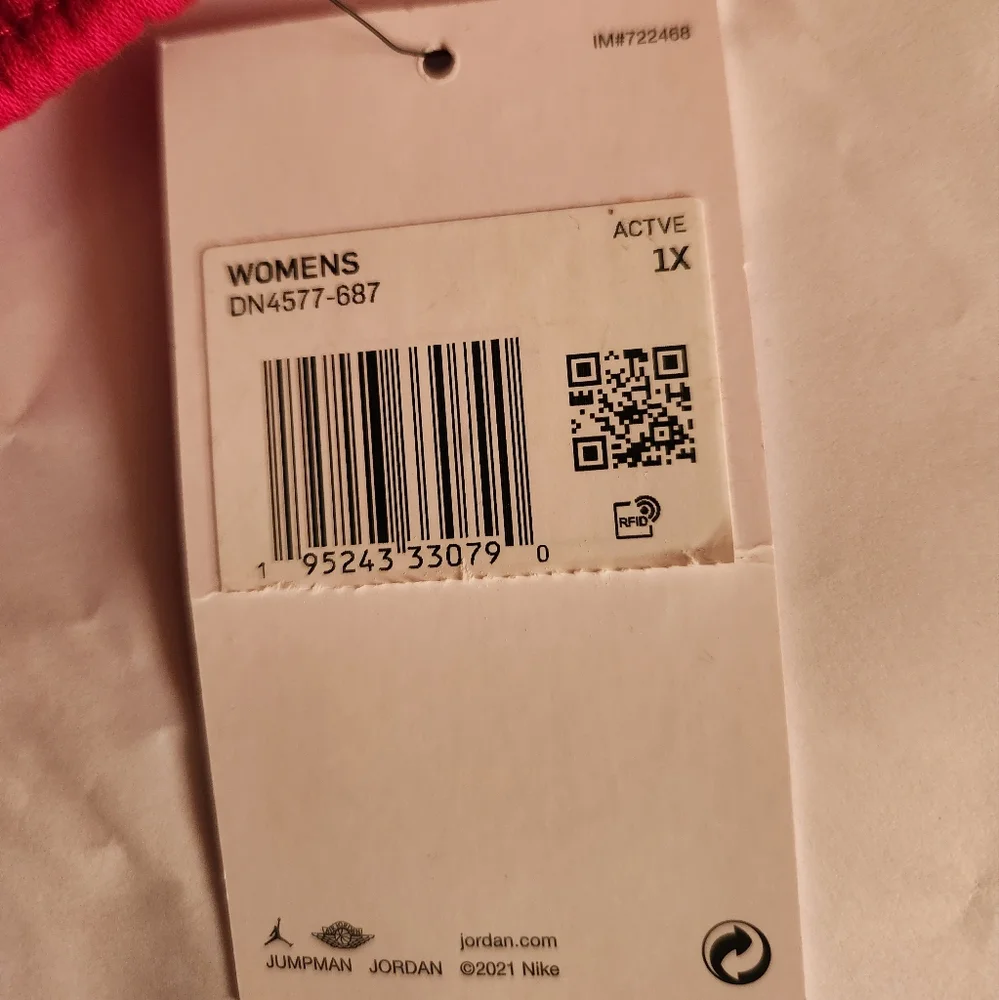 IM#722468
ACTVE
WOMENS
1X
DN4577-687
RFID
1 95243 33079 0
jordan.com
JUMPMAN JORDAN ©2021 Nike